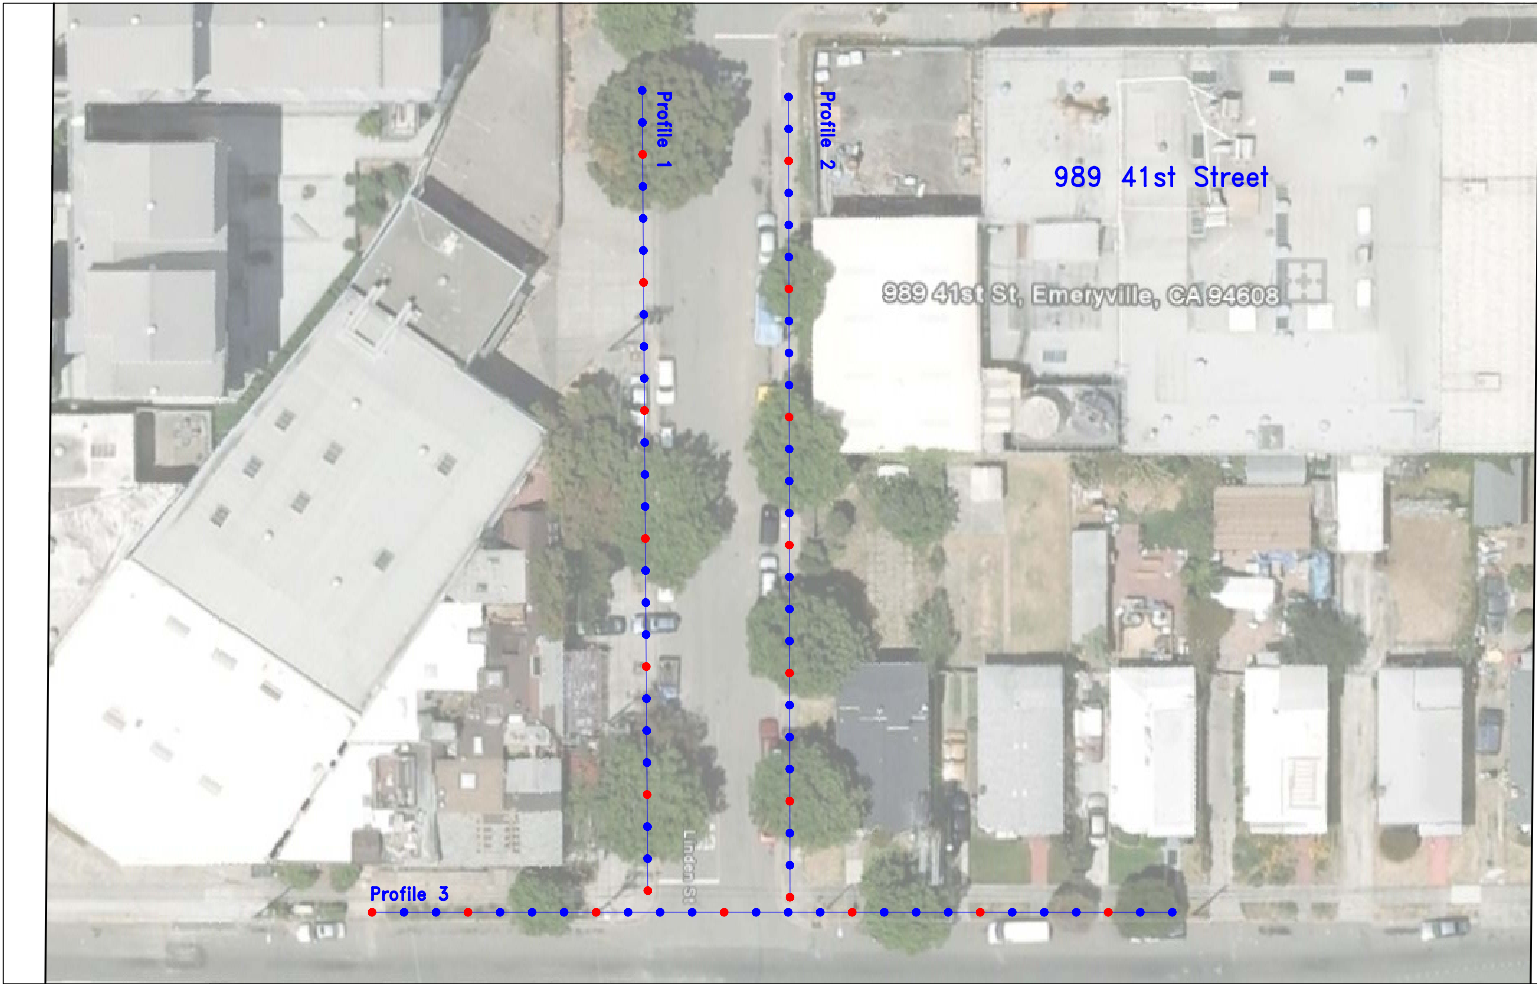 Profile 1
Profile 2
989 41st Street
989 41st St, Emeryville, CA 94608
Linden St
Profile 3